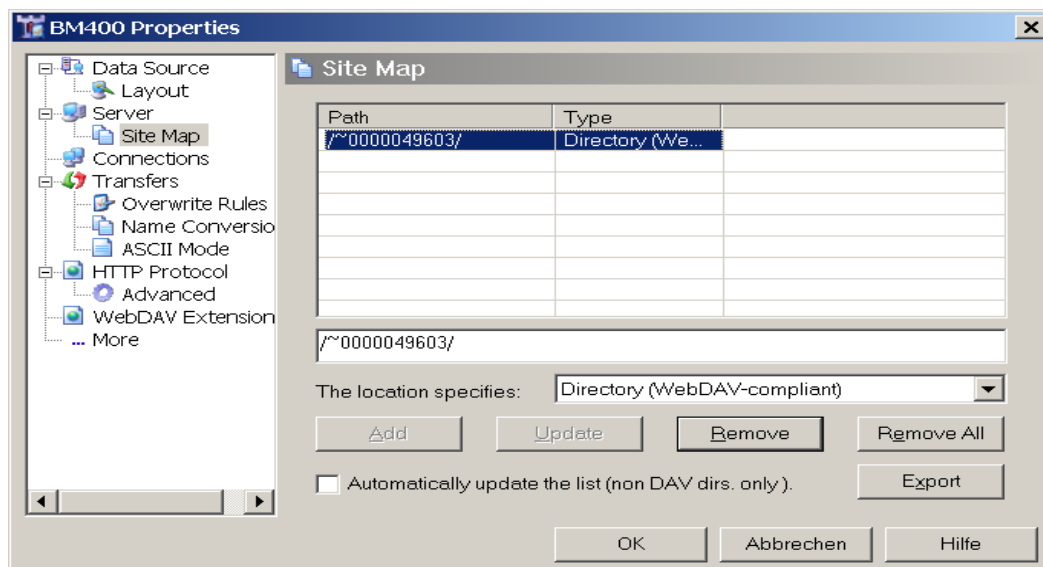 BM400 Properties
Data Source
Layout
Server
Site Map
Connections
Transfers
Overwrite Rules
Name Conversio
ASCII Mode
HTTP Protocol
Advanced
WebDAV Extension
... More
Site Map
Path Type
/~0000049603/ Directory (We...
/~0000049603/
The location specifies: Directory (WebDAV-compliant)
Add Update Remove Remove All
Automatically update the list (non DAV dirs. only ). Export
OK Abbrechen Hilfe